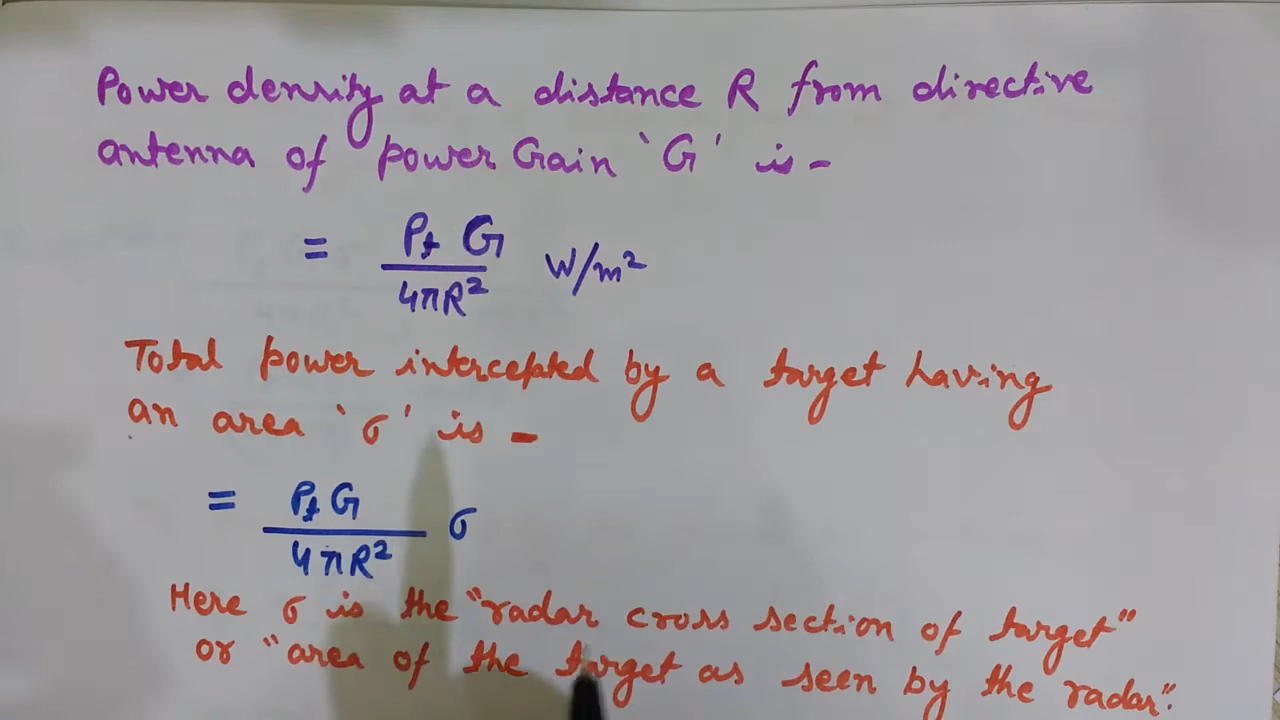 Power density at a distance R from directive
antenna of power Gain 'G' is -
= PtG / 4πR² W/m²
Total power intercepted by a target having
an area 'σ' is -
= PtG / 4πR² σ
Here σ is the "radar cross section of target"
or "area of the target as seen by the radar".